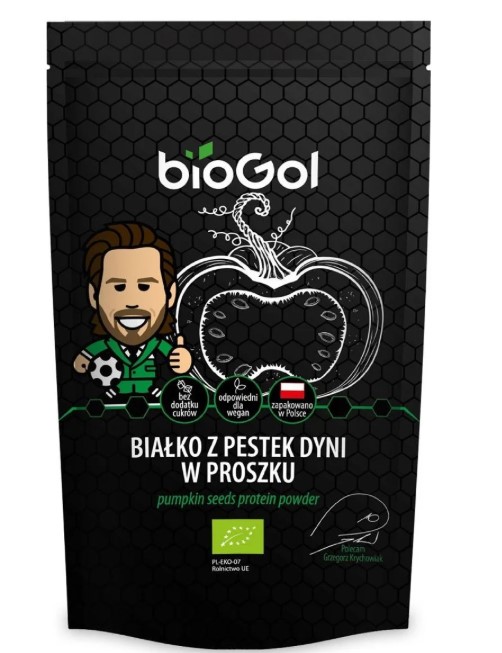 bioGol
bez
dodatku
cukrów
odpowiedni
dla
wegan
zapakowano
w Polsce
BIAŁKO Z PESTEK DYNI
W PROSZKU
pumpkin seeds protein powder
PL-EKO-07
Rolnictwo UE
Polecam
Grzegorz Krychowiak